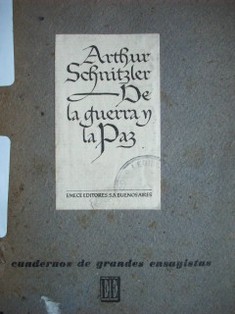 Arthur
Schnitzler
— De
la guerra y
la Paz
EMECE EDITORES, S.A. BUENOS AIRES
cuadernos de grandes ensayistas